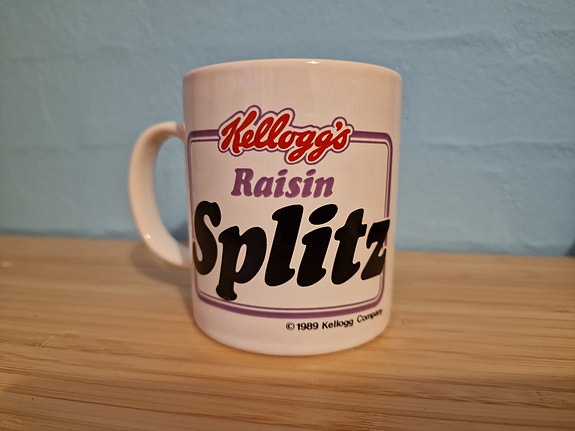 Kellogg's
Raisin
Splitz
© 1989 Kellogg Company